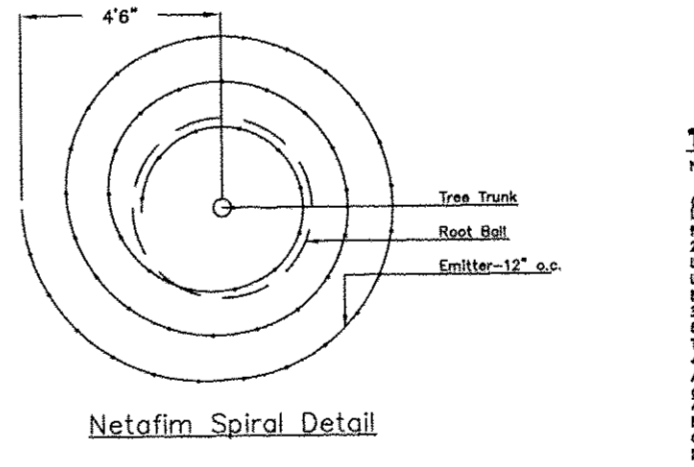 4'6"
Tree Trunk
Root Ball
Emitter-12" o.c.
Netafim Spiral Detail